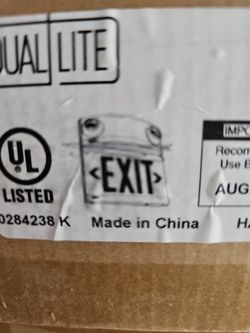 DUAL LITE
UL
LISTED
<EXIT>
IMPO
Recom
Use B
AUG
0284238 K
Made in China
HA